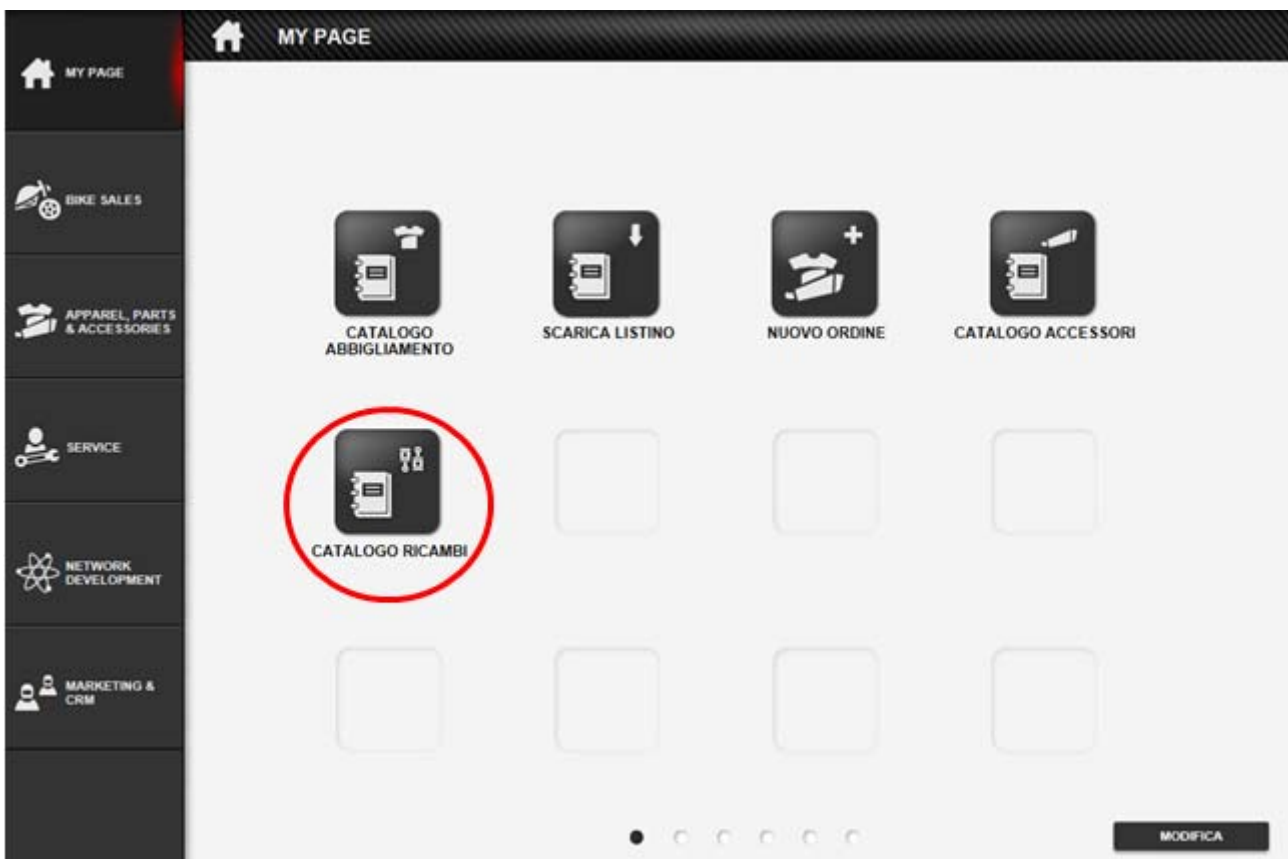 MY PAGE
MY PAGE
BIKE SALES
APPAREL, PARTS
& ACCESSORIES
SERVICE
NETWORK
DEVELOPMENT
MARKETING &
CRM
CATALOGO
ABBIGLIAMENTO
SCARICA LISTINO
NUOVO ORDINE
CATALOGO ACCESSORI
CATALOGO RICAMBI
MODIFICA